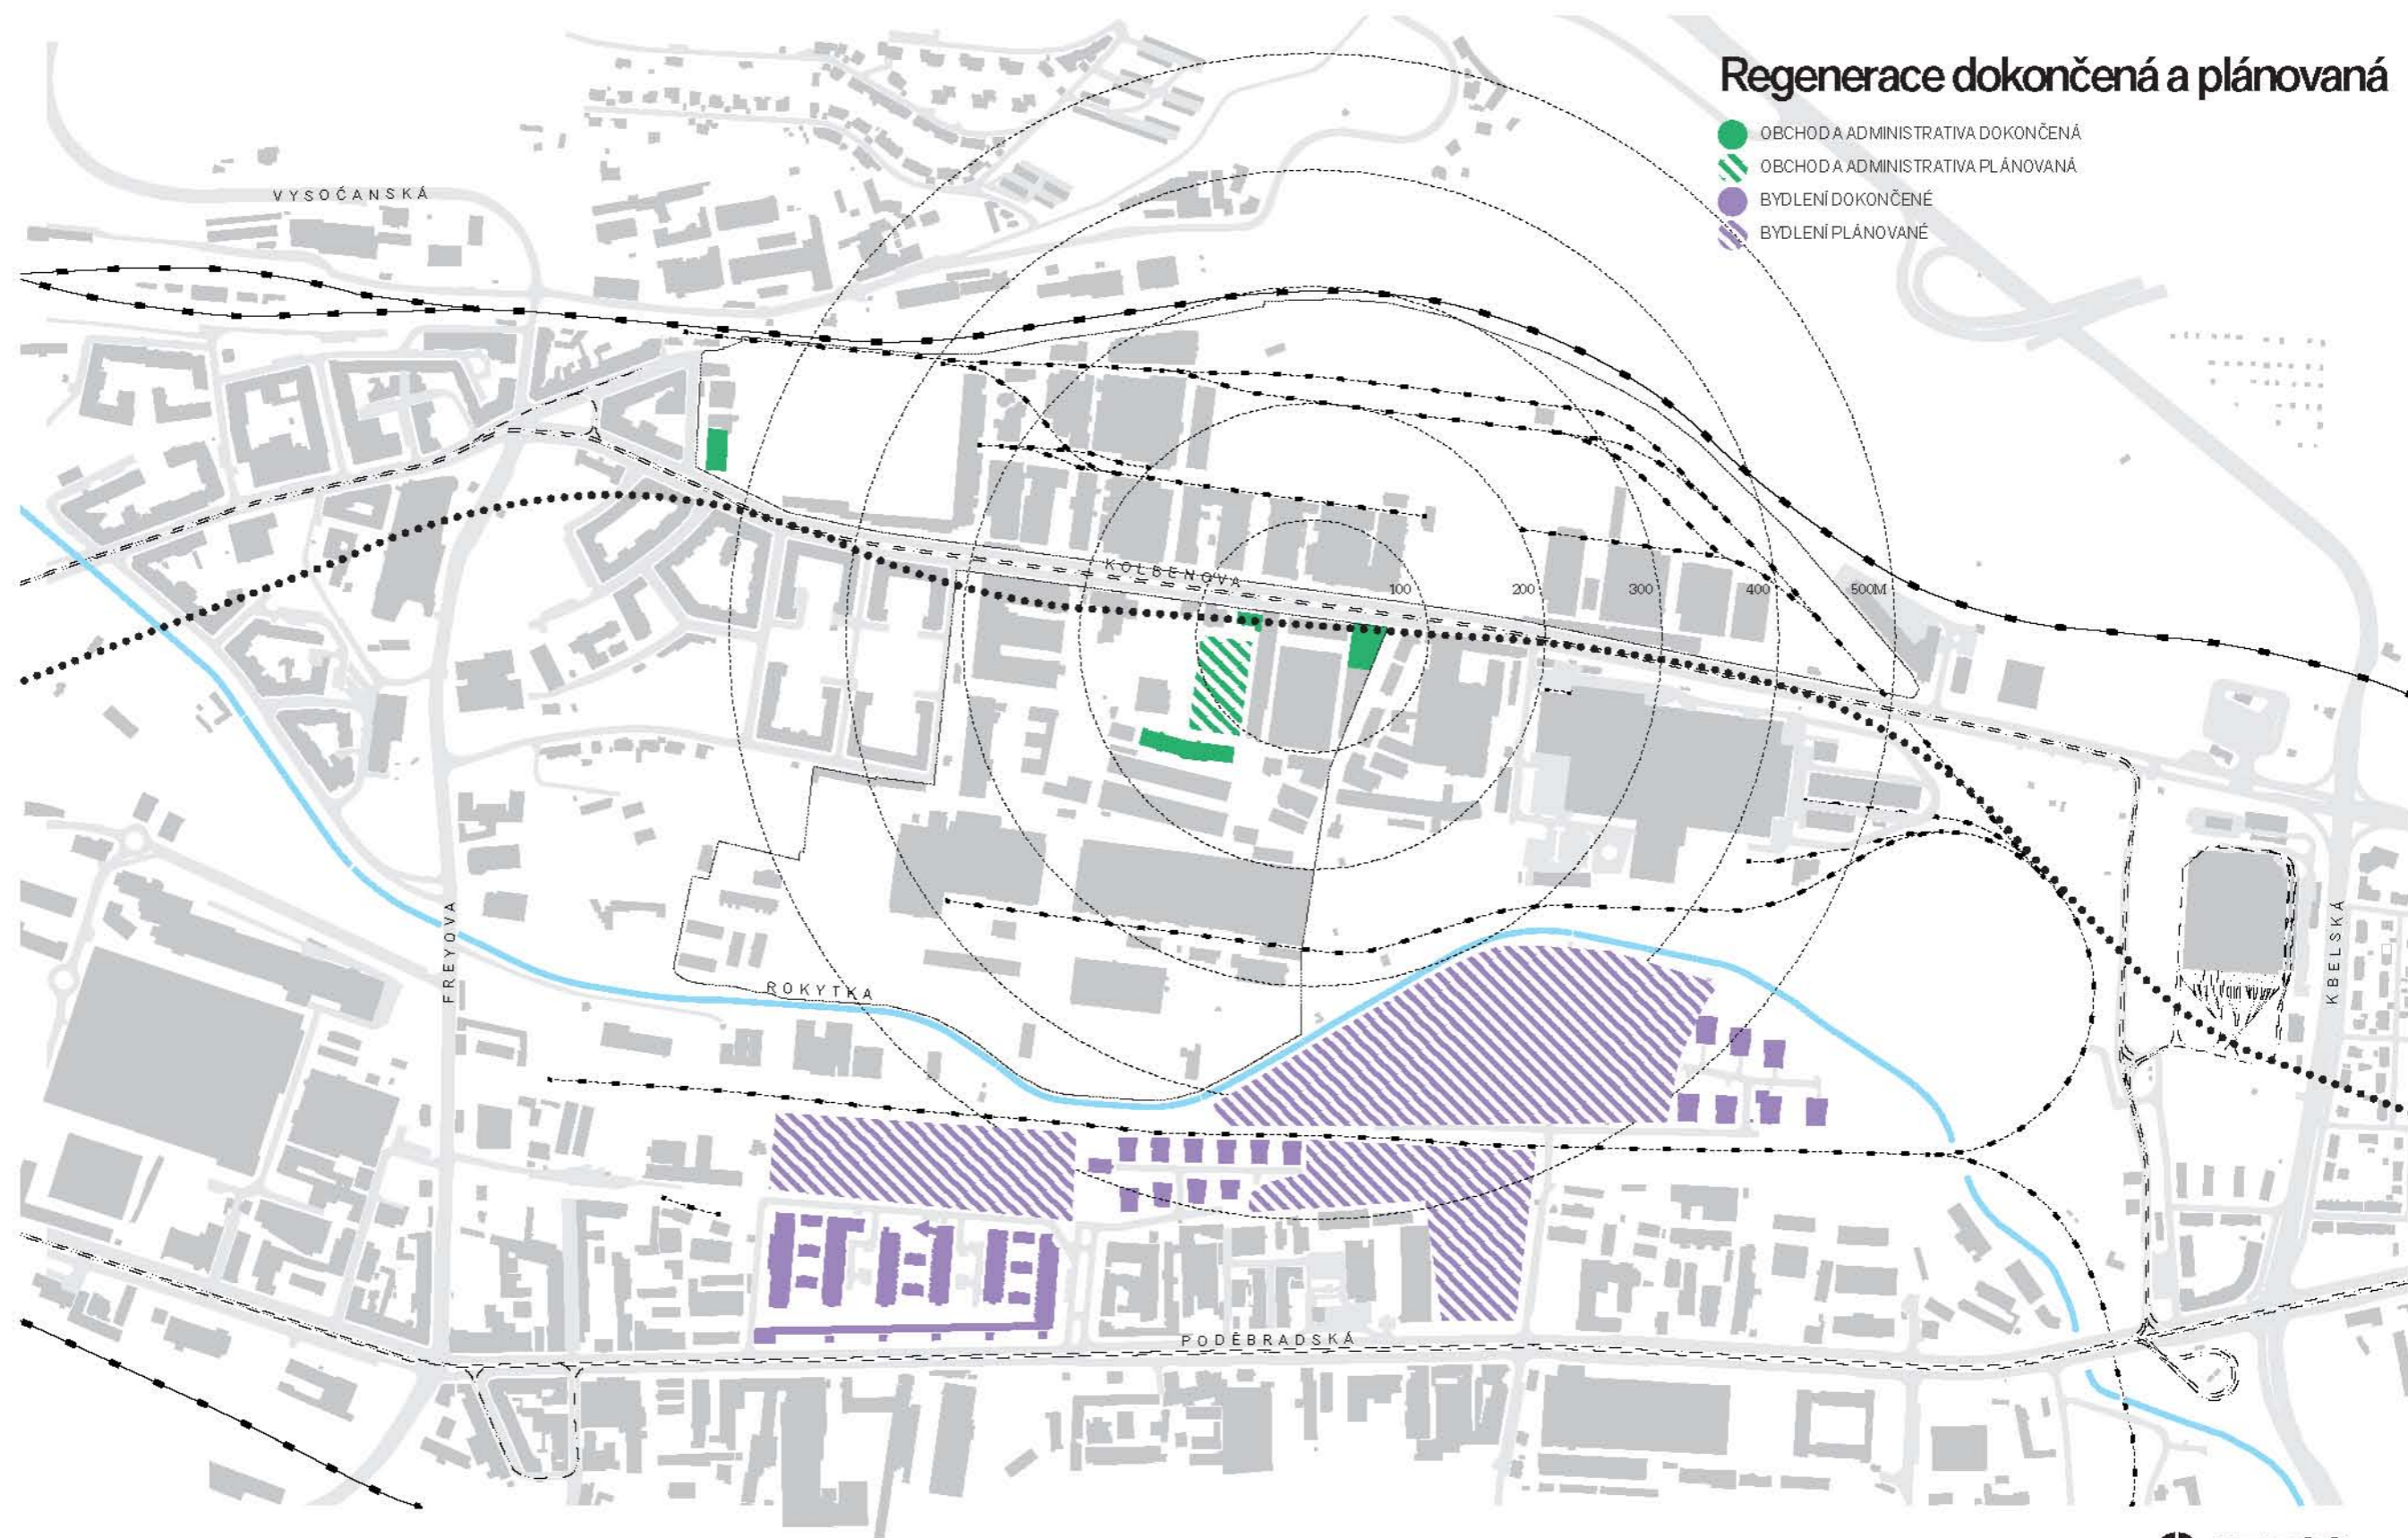 Regenerace dokončená a plánovaná
OBCHOD A ADMINISTRATIVA DOKONČENÁ
OBCHOD A ADMINISTRATIVA PLÁNOVANÁ
BYDLENÍ DOKONČENÉ
BYDLENÍ PLÁNOVANÉ
VYSOČANSKÁ
KOLBENOVA
100
200
300
400
500M
FREYOVA
KBELSKÁ
ROKYTKA
PODĚBRADSKÁ